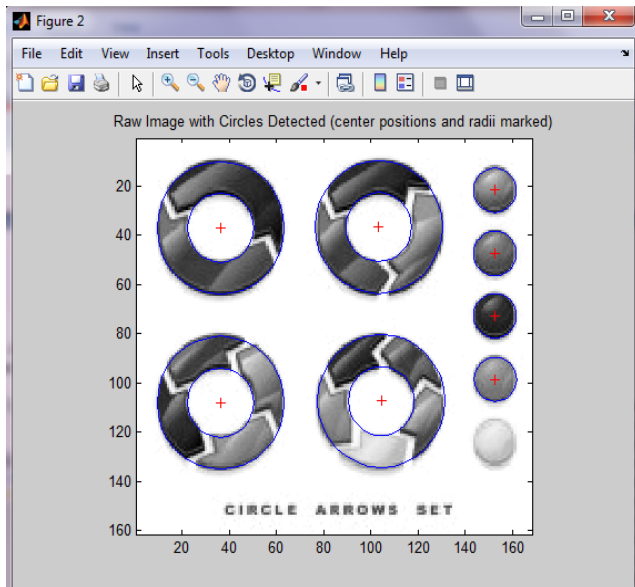 Figure 2
File Edit View Insert Tools Desktop Window Help
Raw Image with Circles Detected (center positions and radii marked)
20
40
60
80
100
120
140
160
20 40 60 80 100 120 140 160
CIRCLE ARROWS SET